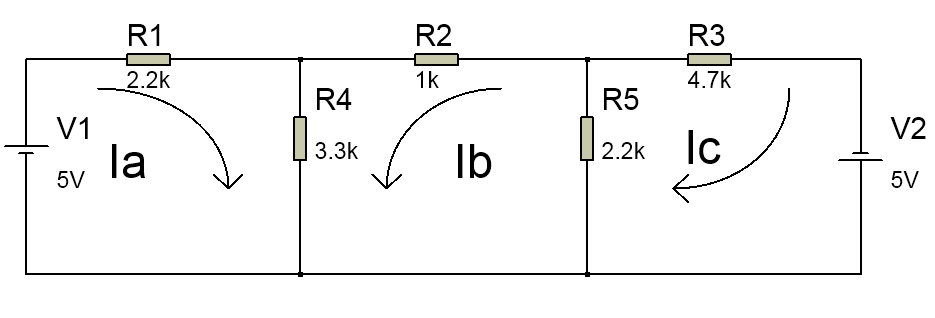 R1
2.2k
R2
1k
R3
4.7k
R4
3.3k
R5
2.2k
V1
5V
V2
5V
Ia
Ib
Ic